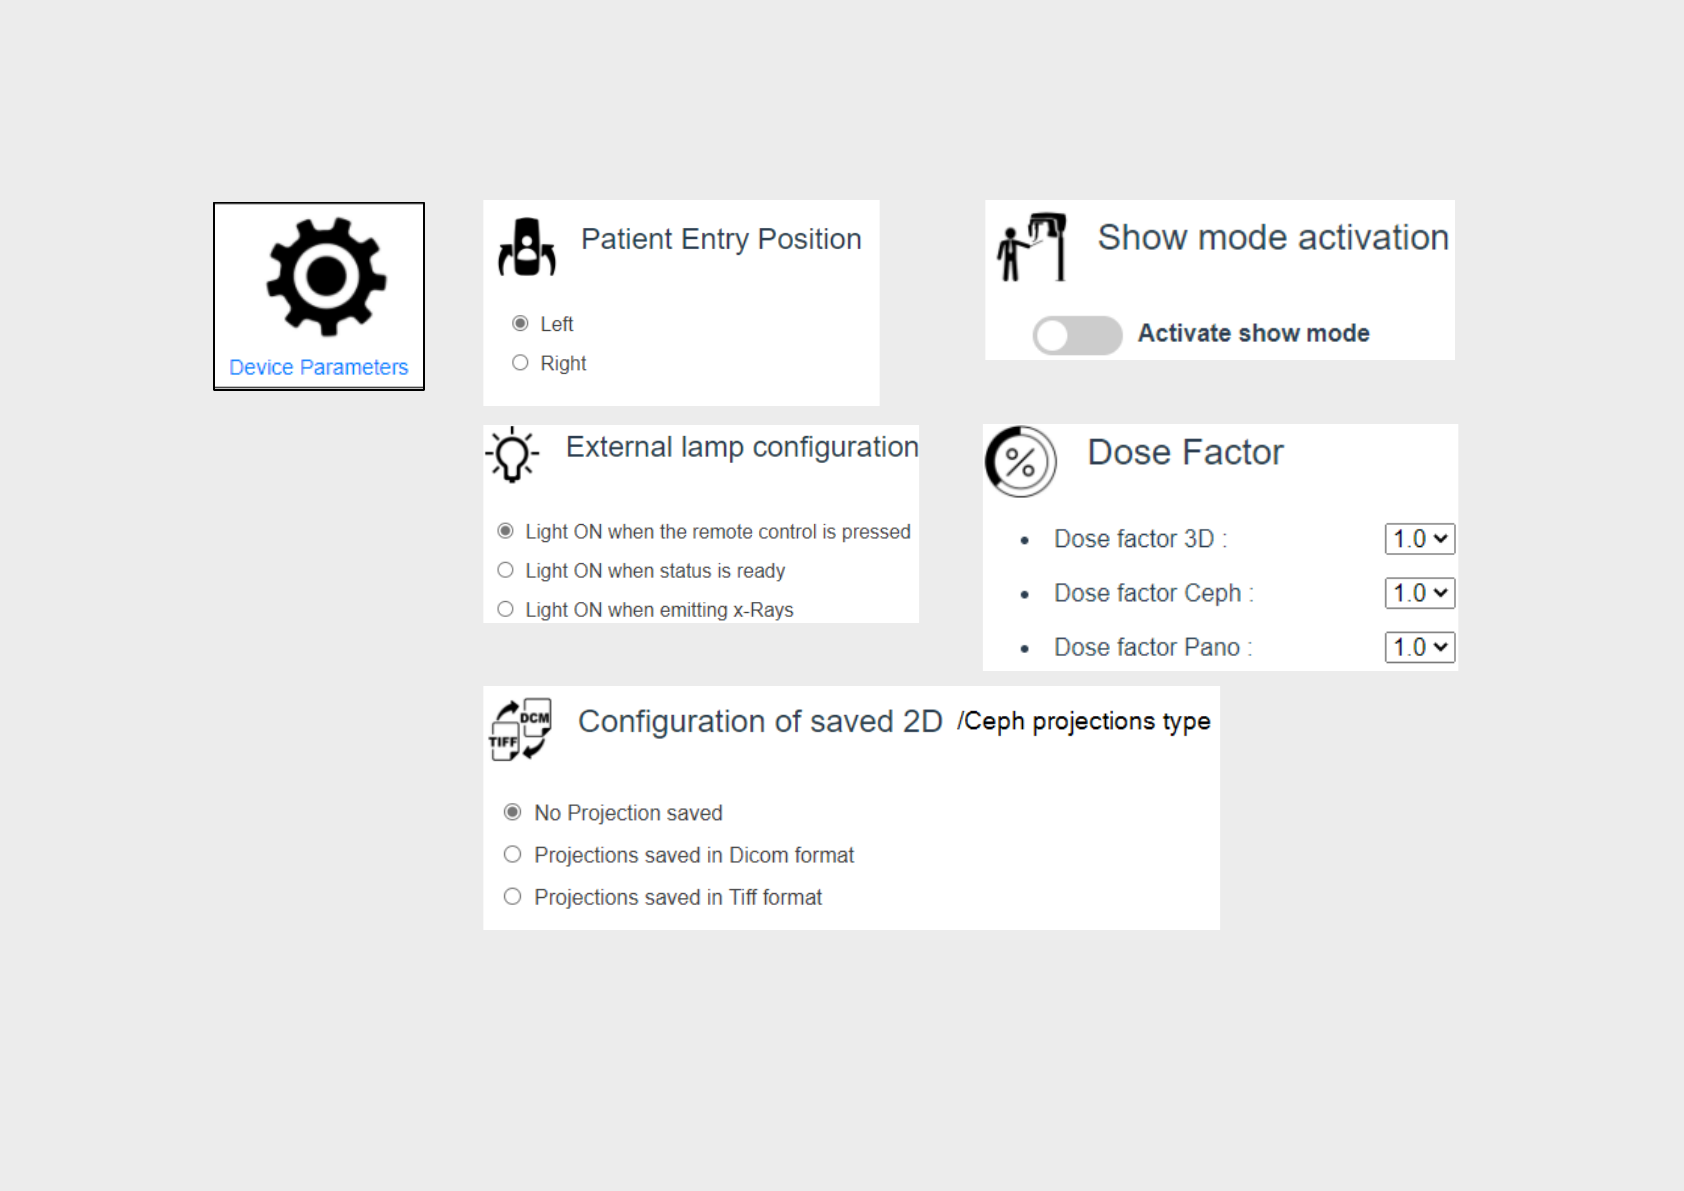 Device Parameters
Patient Entry Position
Left
Right
Show mode activation
Activate show mode
External lamp configuration
Light ON when the remote control is pressed
Light ON when status is ready
Light ON when emitting x-Rays
%
Dose Factor
• Dose factor 3D : 1.0
• Dose factor Ceph : 1.0
• Dose factor Pano : 1.0
DCM
TIFF
Configuration of saved 2D /Ceph projections type
No Projection saved
Projections saved in Dicom format
Projections saved in Tiff format